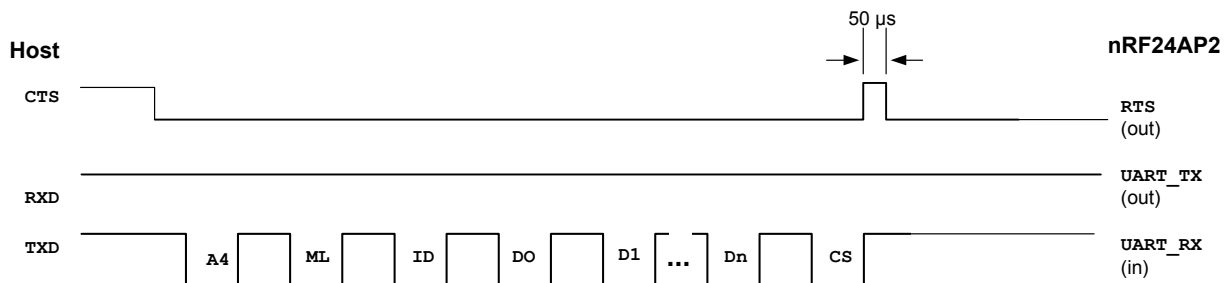 50 µs
Host
nRF24AP2
CTS
RTS
(out)
RXD
UART_TX
(out)
TXD
A4 ML ID DO D1 ... Dn CS
UART_RX
(in)